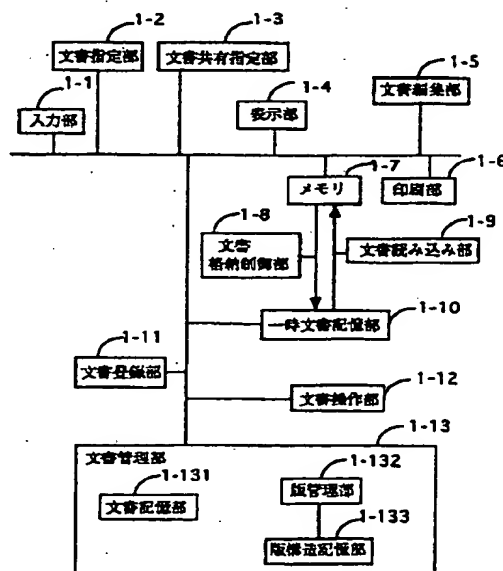 1-2
1-3
文書指定部
文書共有指定部
1-1
1-4
1-5
入力部
表示部
文書編集部
1-7
1-6
メモリ
印刷部
1-8
1-9
文書
格納制御部
文書読み込み部
1-10
一時文書記憶部
1-11
文書登録部
1-12
文書操作部
1-13
文書管理部
1-131
1-132
文書記憶部
版管理部
1-133
版構造記憶部